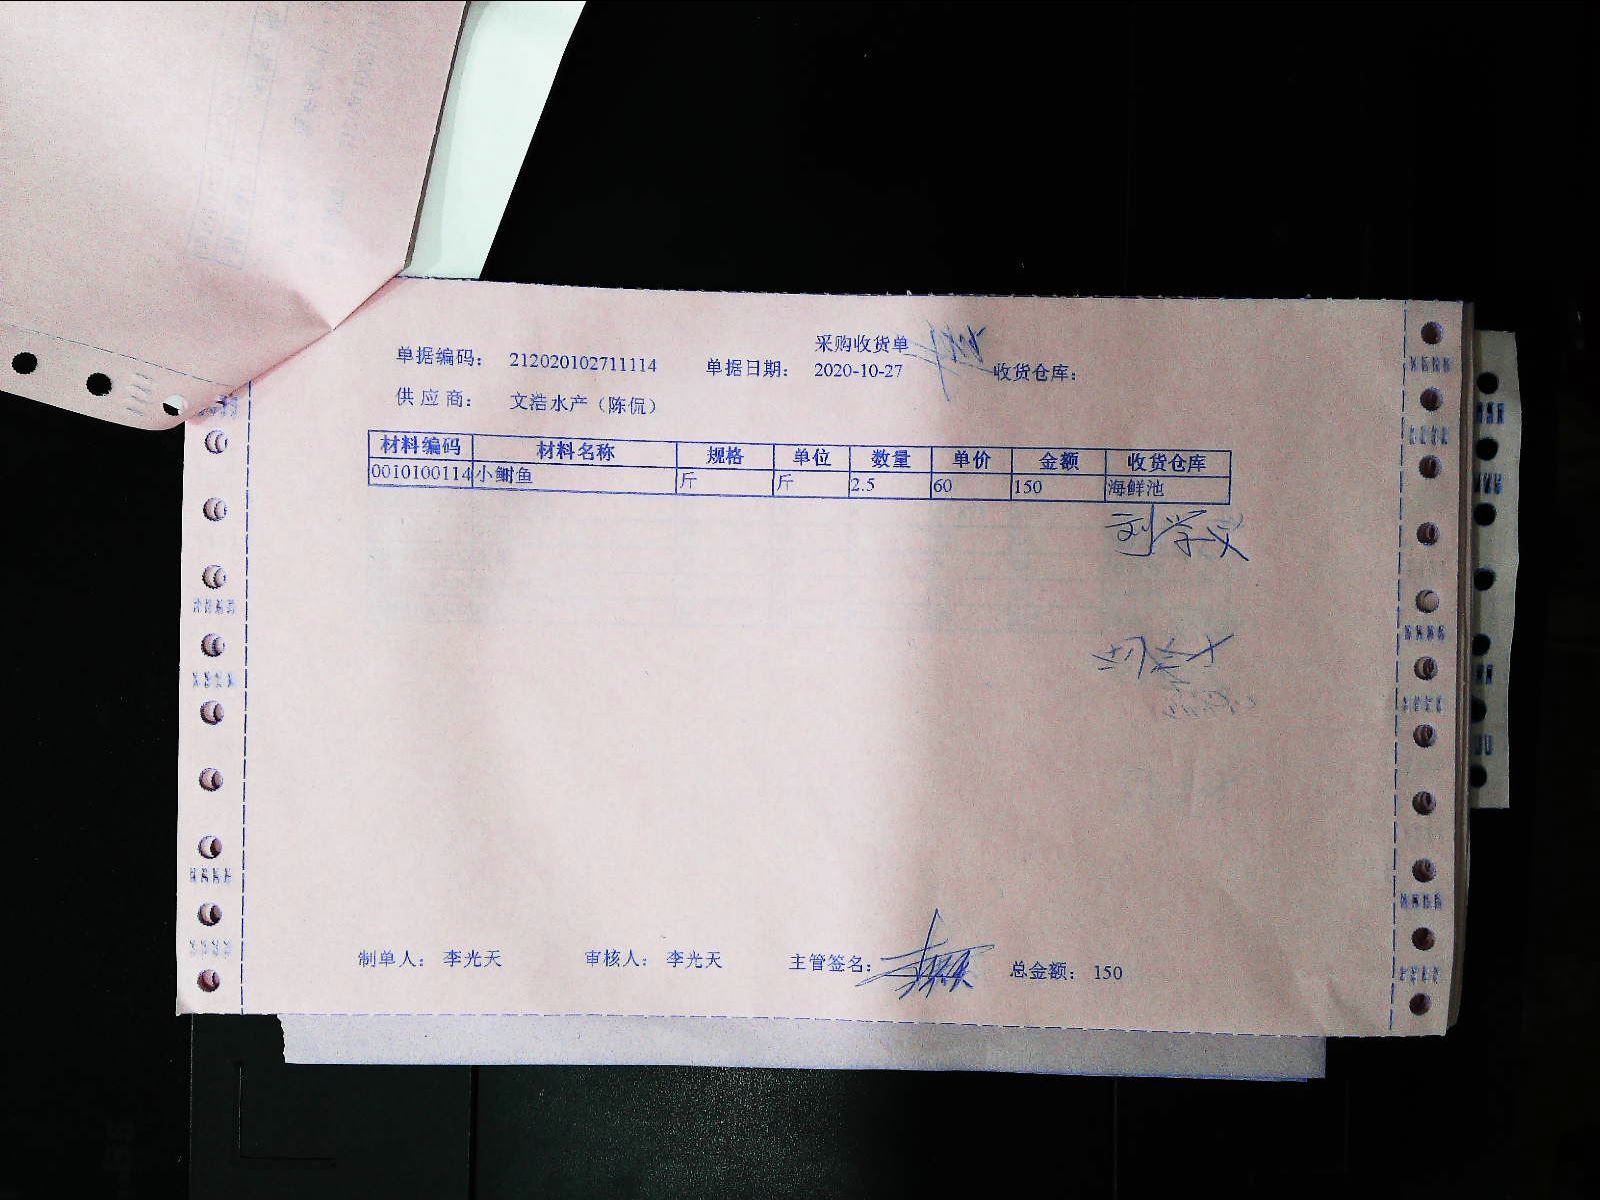 采购收货单
单据编码： 212020102711114 单据日期： 2020-10-27 收货仓库：
供 应 商： 文浩水产（陈侃）
材料编码 材料名称 规格 单位 数量 单价 金额 收货仓库
0010100114 小鲥鱼 斤 斤 2.5 60 150 海鲜池
制单人： 李光天 审核人： 李光天 主管签名： 总金额： 150